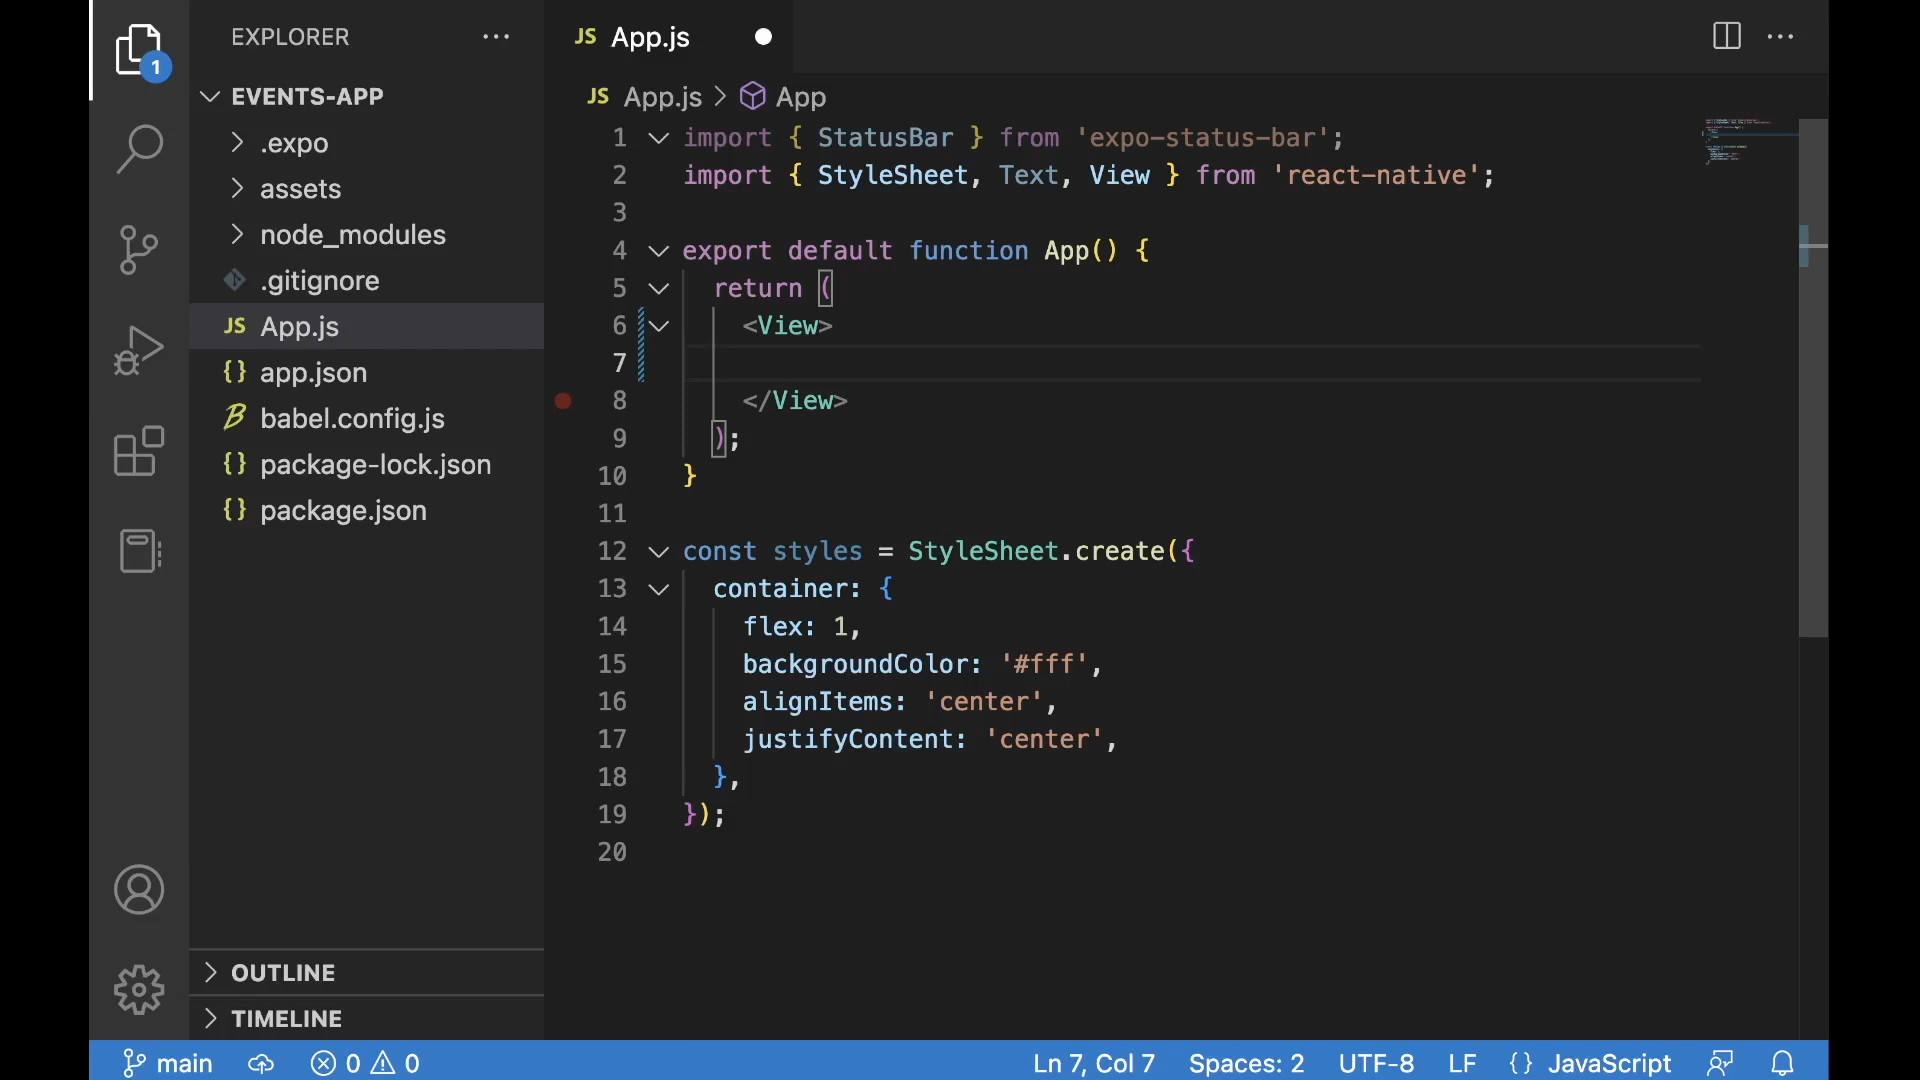 1
EXPLORER
EVENTS-APP
.expo
assets
node_modules
.gitignore
JS App.js
{} app.json
babel.config.js
{} package-lock.json
{} package.json
OUTLINE
TIMELINE
JS App.js
JS App.js > App
1 import { StatusBar } from 'expo-status-bar';
2 import { StyleSheet, Text, View } from 'react-native';
3
4 export default function App() {
5 return (
6 <View>
7
8 </View>
9 );
10 }
11
12 const styles = StyleSheet.create({
13 container: {
14 flex: 1,
15 backgroundColor: '#fff',
16 alignItems: 'center',
17 justifyContent: 'center',
18 },
19 });
20
main 0 0 Ln 7, Col 7 Spaces: 2 UTF-8 LF {} JavaScript